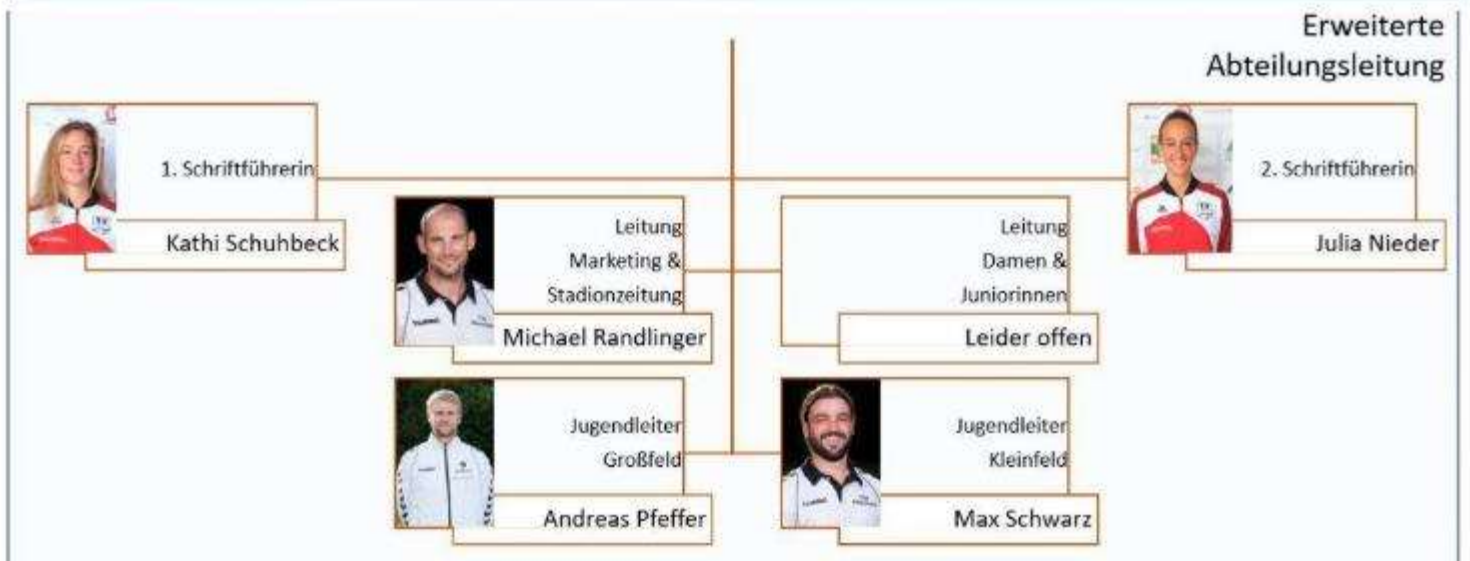 Erweiterte
Abteilungsleitung
1. Schriftführerin
Kathi Schuhbeck
2. Schriftführerin
Julia Nieder
Leitung
Marketing &
Stadionzeitung
Michael Randlinger
Leitung
Damen &
Juniorinnen
Leider offen
Jugendleiter
Großfeld
Andreas Pfeffer
Jugendleiter
Kleinfeld
Max Schwarz